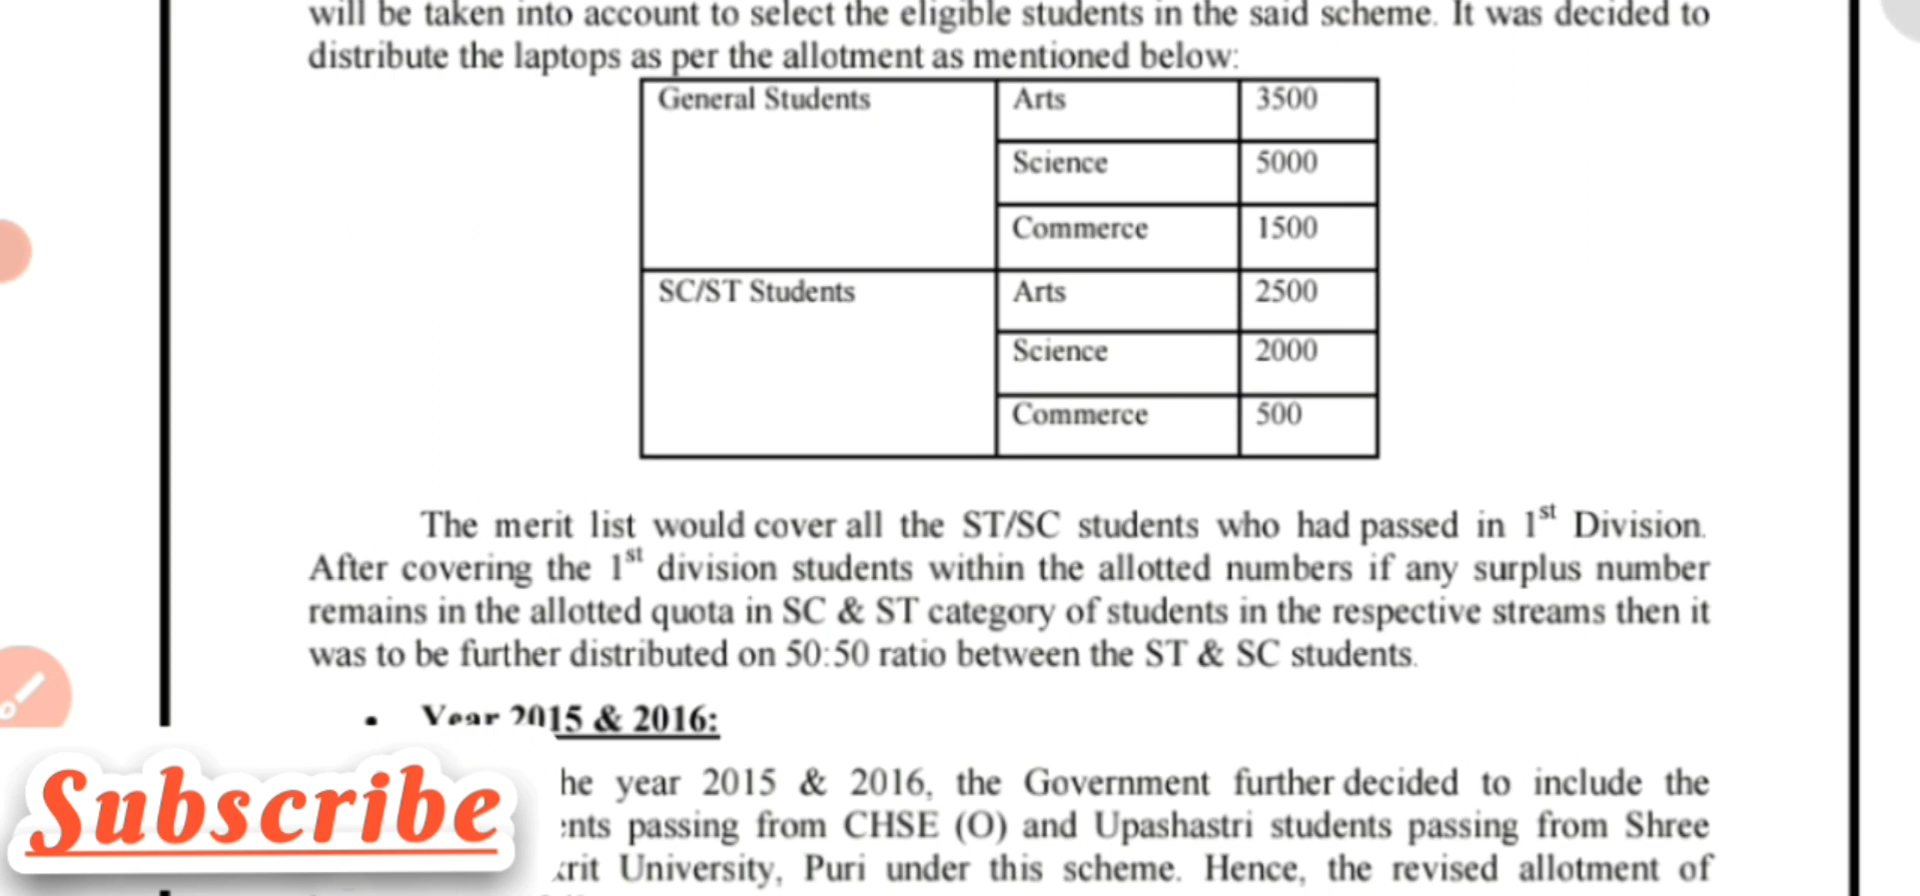 will be taken into account to select the eligible students in the said scheme. It was decided to
distribute the laptops as per the allotment as mentioned below:
General Students Arts 3500
Science 5000
Commerce 1500
SC/ST Students Arts 2500
Science 2000
Commerce 500
The merit list would cover all the ST/SC students who had passed in 1st Division.
After covering the 1st division students within the allotted numbers if any surplus number
remains in the allotted quota in SC & ST category of students in the respective streams then it
was to be further distributed on 50:50 ratio between the ST & SC students.
• Year 2015 & 2016:
he year 2015 & 2016, the Government further decided to include the
nts passing from CHSE (O) and Upashastri students passing from Shree
rit University, Puri under this scheme. Hence, the revised allotment of
Subscribe